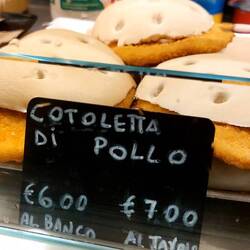 COTOLETTA
DI POLLO
€6.00 €7.00
AL BANCO AL TAVOLO